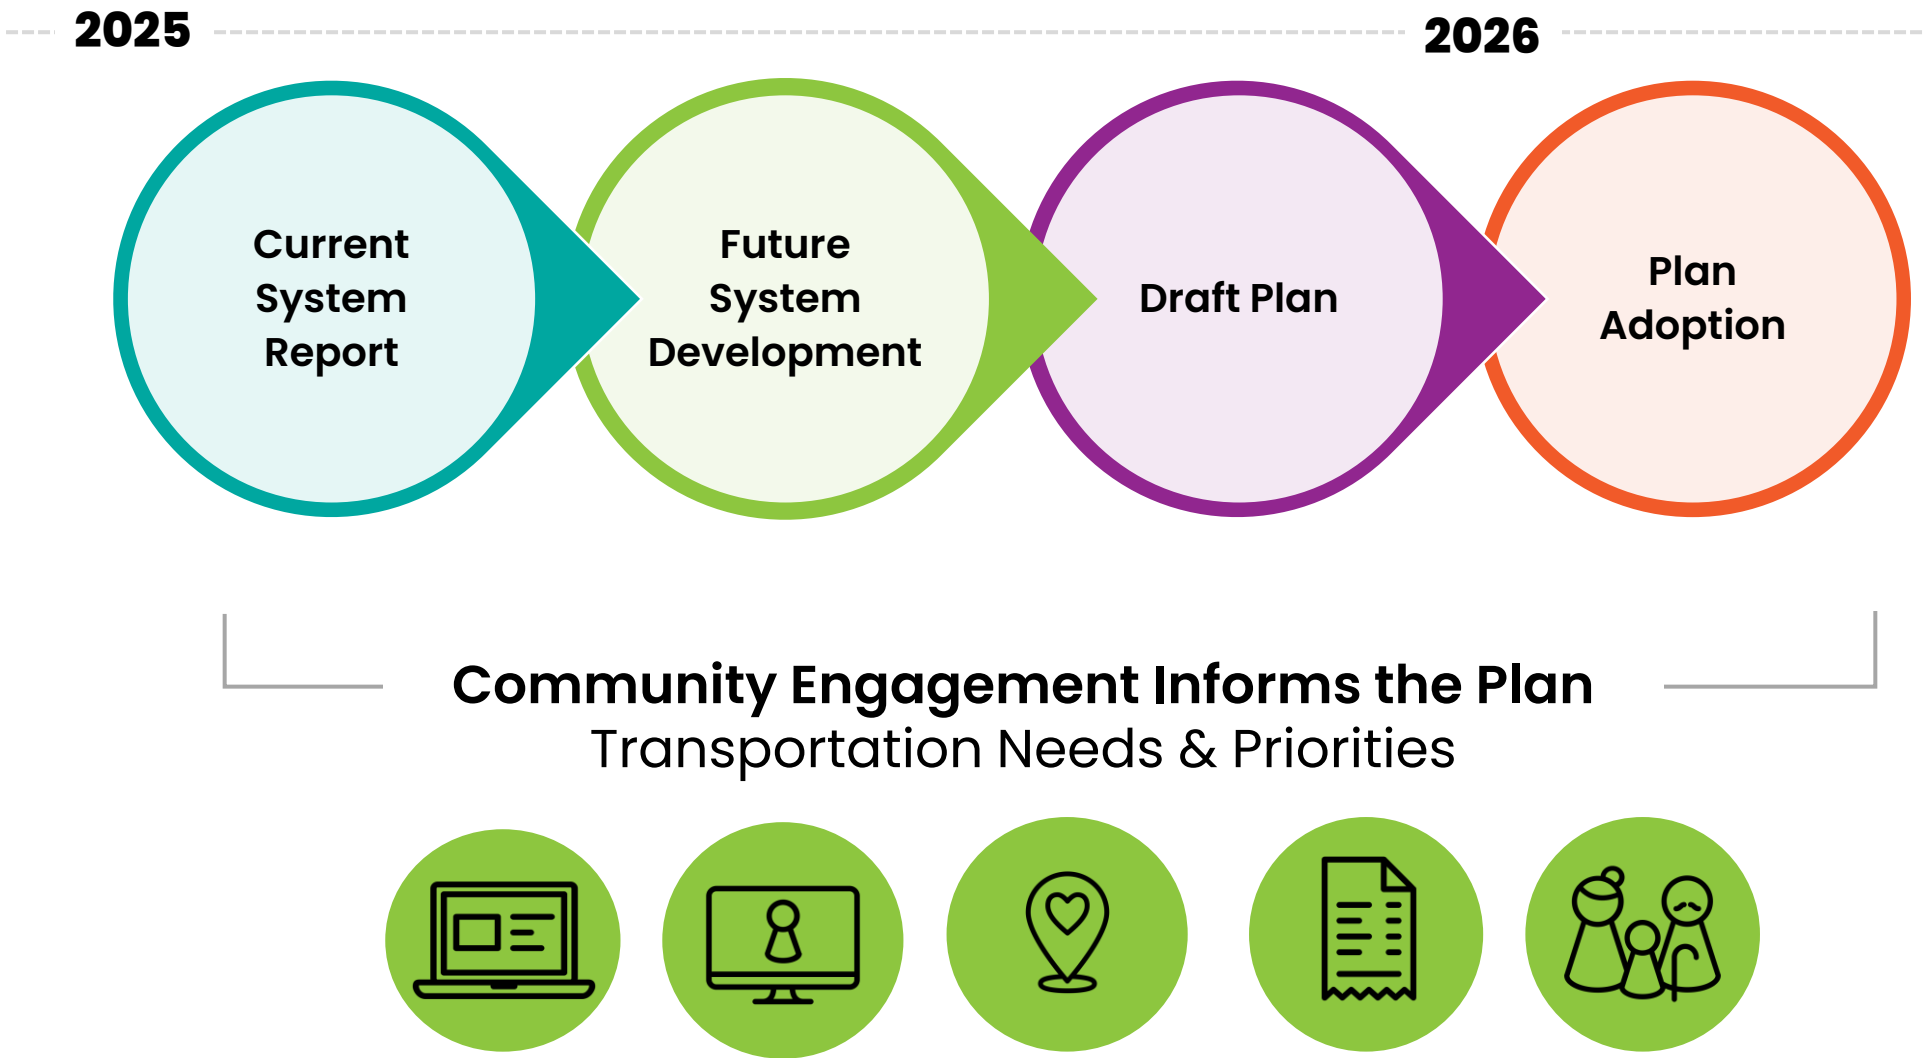 2025
2026
Current
System
Report
Future
System
Development
Draft Plan
Plan
Adoption
Community Engagement Informs the Plan
Transportation Needs & Priorities